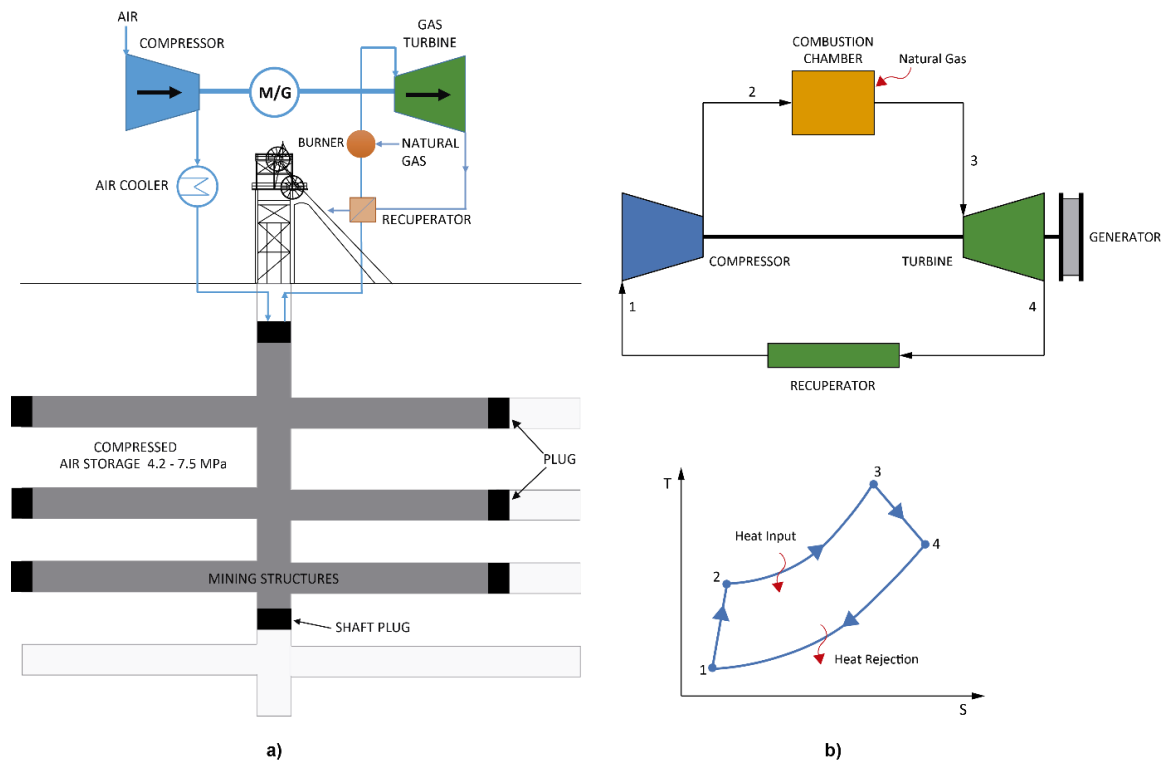 AIR
COMPRESSOR
GAS
TURBINE
M/G
BURNER
NATURAL
GAS
AIR COOLER
RECUPERATOR
COMPRESSED
AIR STORAGE 4.2 - 7.5 MPa
PLUG
MINING STRUCTURES
SHAFT PLUG
a)
COMBUSTION
CHAMBER
Natural Gas
2
3
COMPRESSOR
TURBINE
GENERATOR
1
4
RECUPERATOR
T
3
Heat Input
4
2
Heat Rejection
1
S
b)